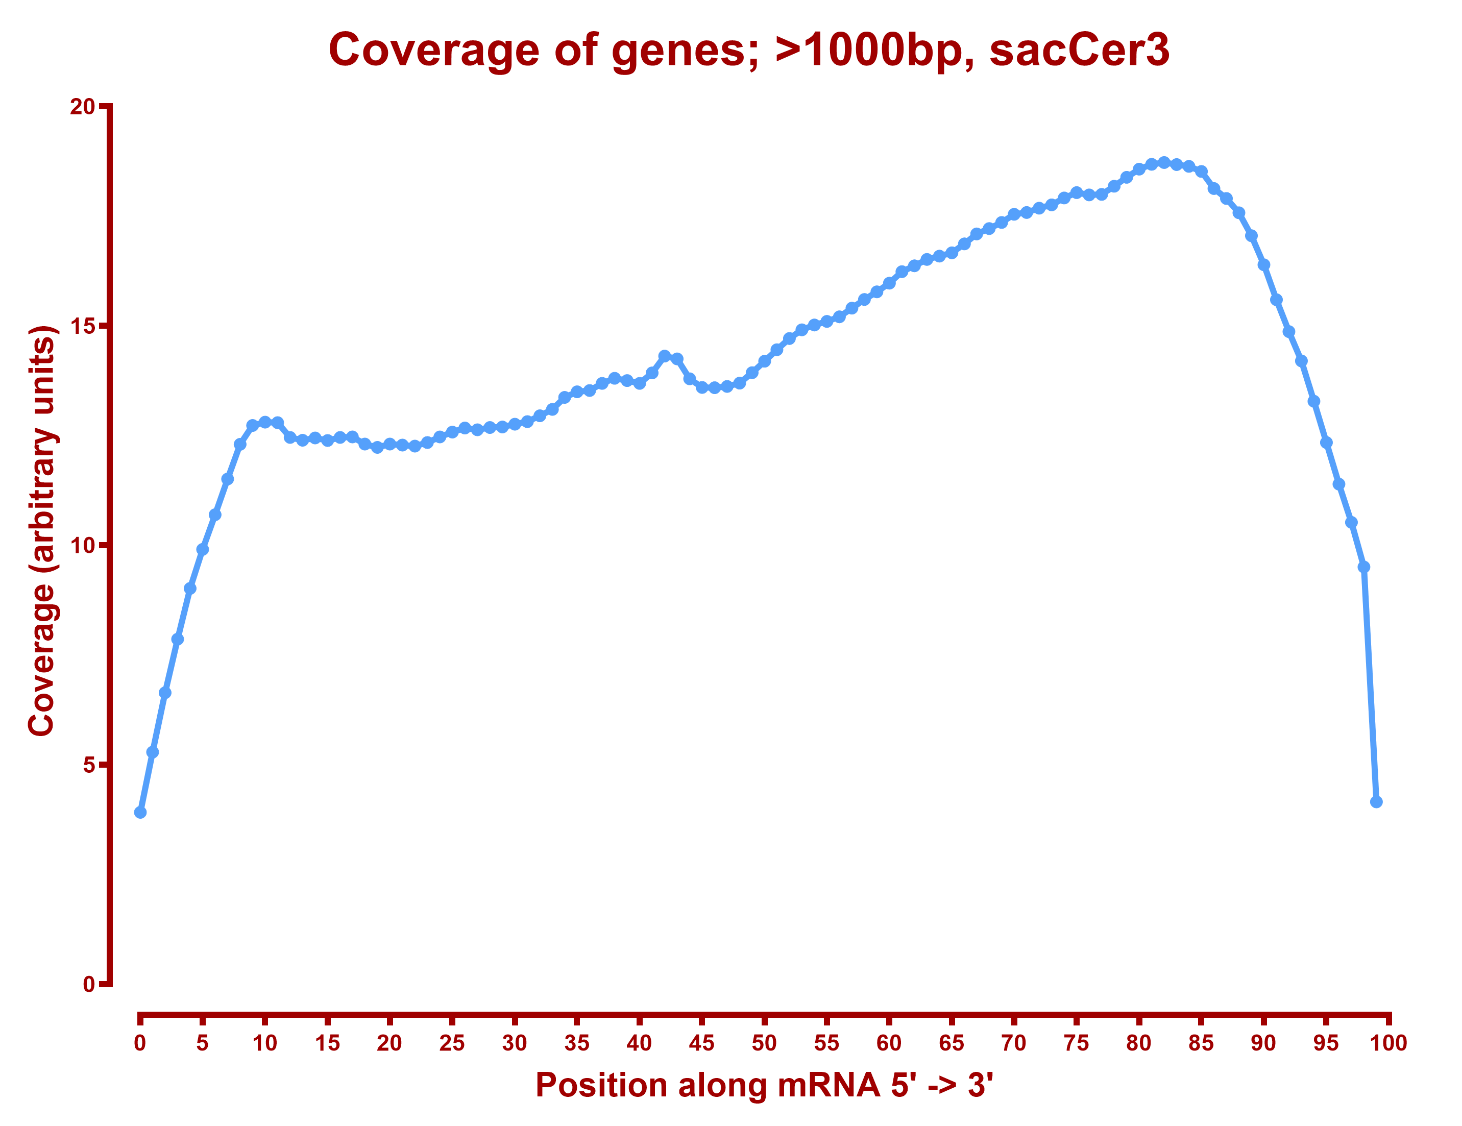 Coverage of genes; >1000bp, sacCer3
20
15
10
5
0
Coverage (arbitrary units)
0 5 10 15 20 25 30 35 40 45 50 55 60 65 70 75 80 85 90 95 100
Position along mRNA 5' -> 3'